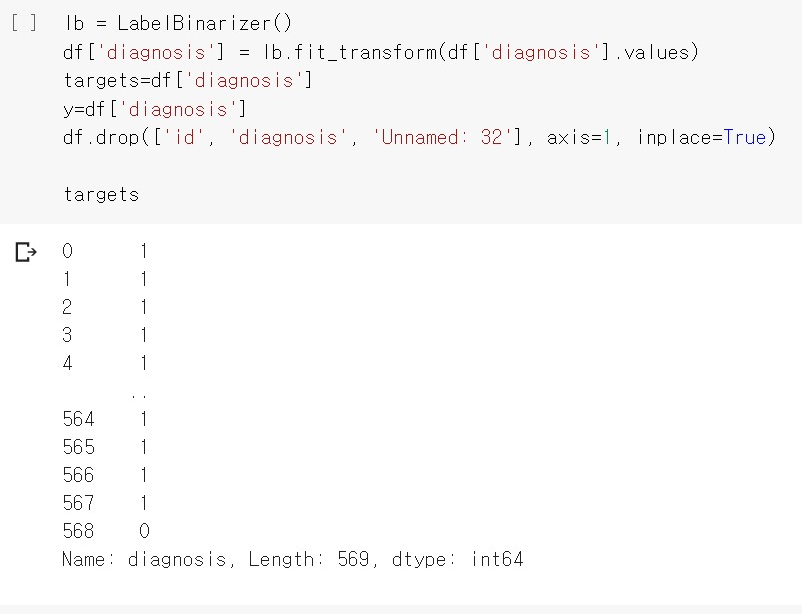 [ ] lb = LabelBinarizer()
df['diagnosis'] = lb.fit_transform(df['diagnosis'].values)
targets=df['diagnosis']
y=df['diagnosis']
df.drop(['id', 'diagnosis', 'Unnamed: 32'], axis=1, inplace=True)
targets
0 1
1 1
2 1
3 1
4 1
..
564 1
565 1
566 1
567 1
568 0
Name: diagnosis, Length: 569, dtype: int64